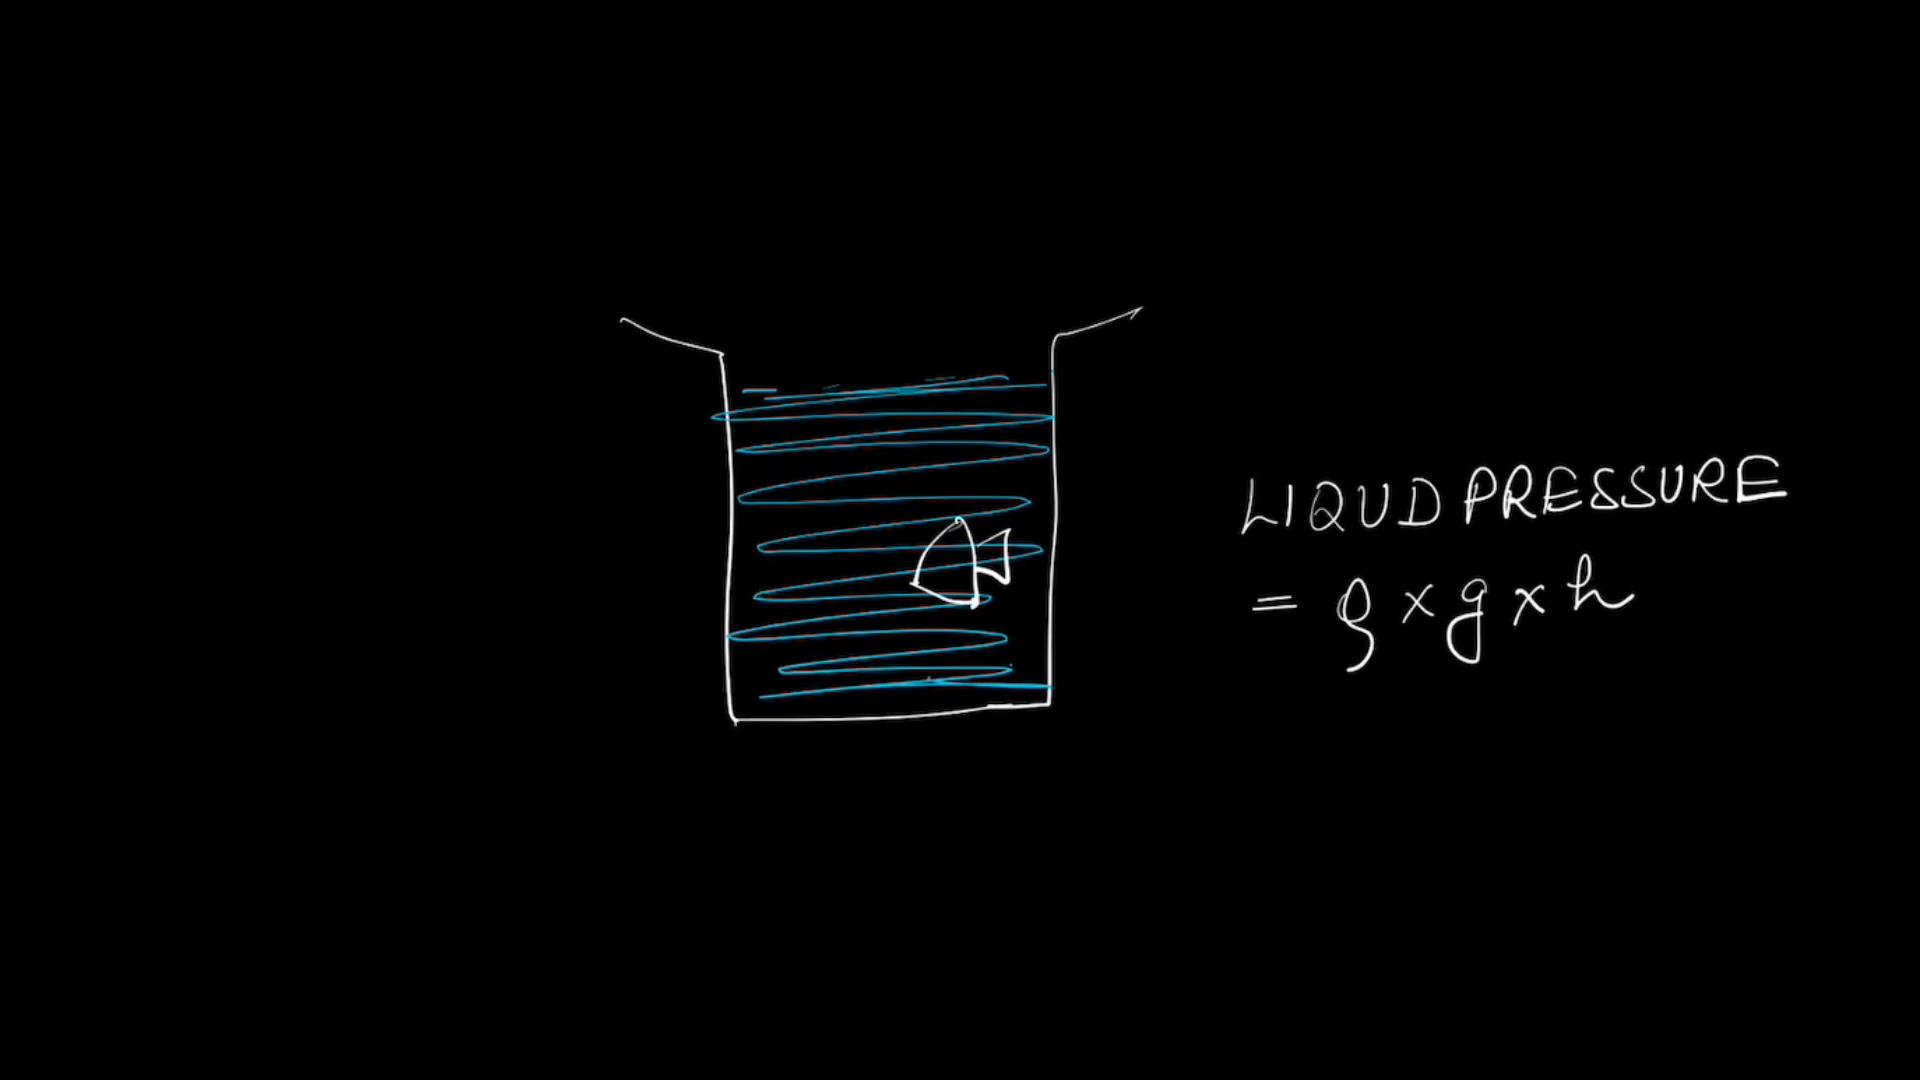 LIQUD PRESSURE
= ρ × g × h